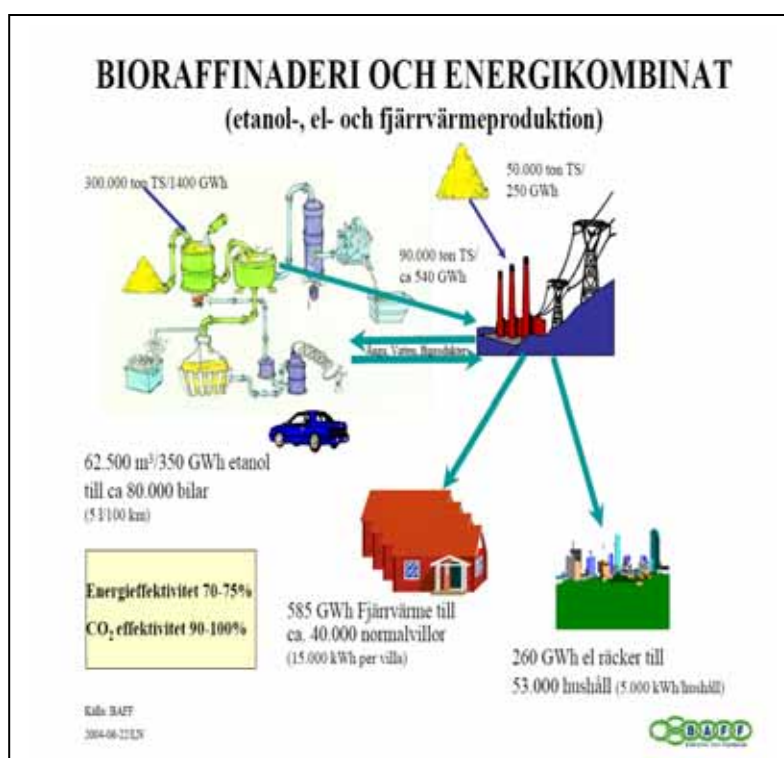 BIORAFFINADERI OCH ENERGIKOMBINAT
(etanol-, el- och fjärrvärmeproduktion)
300.000 ton TS/1400 GWh
50.000 ton TS/
250 GWh
90.000 ton TS/
ca 540 GWh
Ånga, Vatten, Biprodukter
62.500 m³/350 GWh etanol
till ca 80.000 bilar
(5 l/100 km)
Energieffektivitet 70-75%
CO₂ effektivitet 90-100%
585 GWh Fjärrvärme till
ca. 40.000 normalvillor
(15.000 kWh per villa)
260 GWh el räcker till
53.000 hushåll (5.000 kWh/hushåll)
Källa: BAFF
BAFF